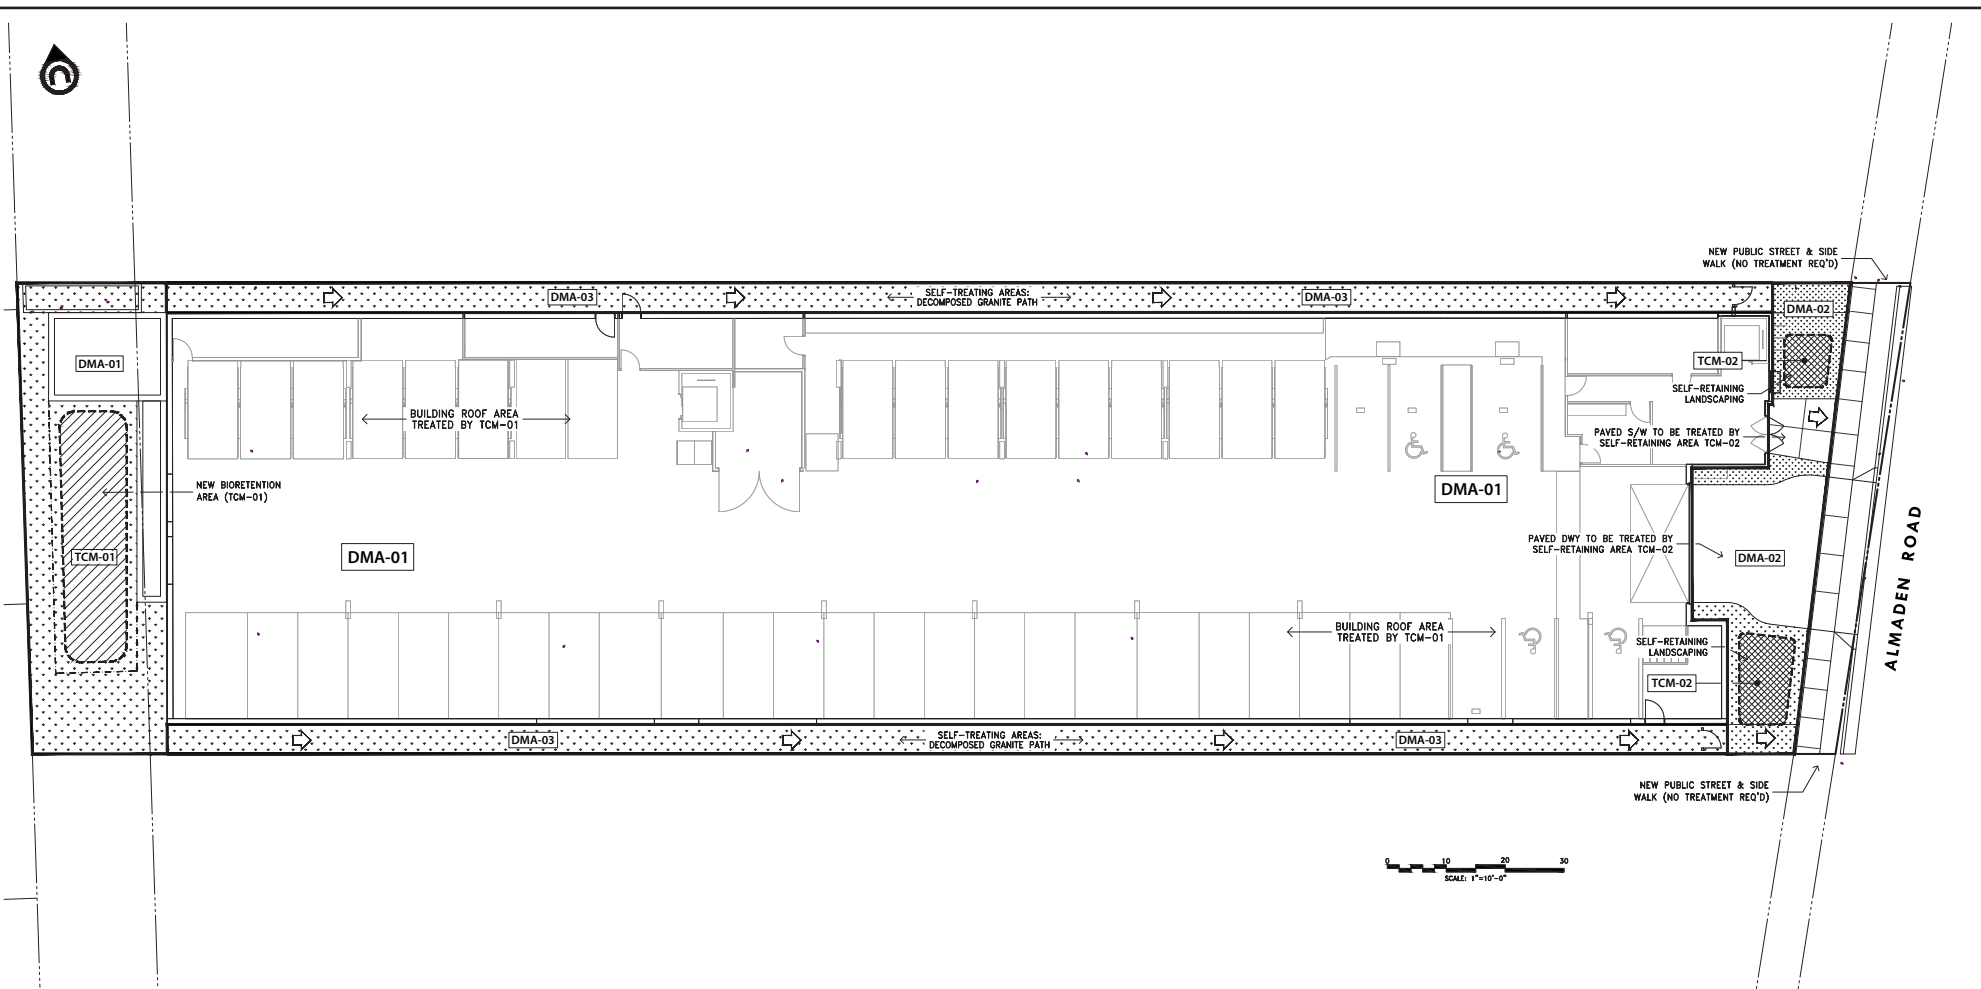 NEW PUBLIC STREET & SIDE
WALK (NO TREATMENT REQ'D)
DMA-03
SELF-TREATING AREAS:
DECOMPOSED GRANITE PATH
DMA-03
DMA-02
DMA-01
TCM-02
SELF-RETAINING
LANDSCAPING
BUILDING ROOF AREA
TREATED BY TCM-01
PAVED S/W TO BE TREATED BY
SELF-RETAINING AREA TCM-02
NEW BIORETENTION
AREA (TCM-01)
DMA-01
TCM-01
DMA-01
PAVED DWY TO BE TREATED BY
SELF-RETAINING AREA TCM-02
DMA-02
ALMADEN ROAD
BUILDING ROOF AREA
TREATED BY TCM-01
SELF-RETAINING
LANDSCAPING
TCM-02
DMA-03
SELF-TREATING AREAS:
DECOMPOSED GRANITE PATH
DMA-03
NEW PUBLIC STREET & SIDE
WALK (NO TREATMENT REQ'D)
0 10 20 30
SCALE: 1"=10'-0"